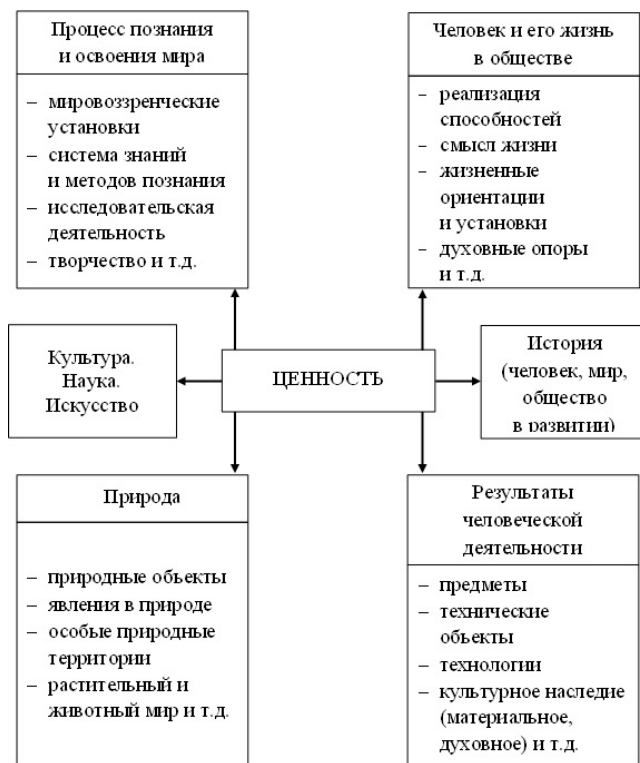 Процесс познания
и освоения мира
– мировоззренческие
установки
– система знаний
и методов познания
– исследовательская
деятельность
– творчество и т.д.
Человек и его жизнь
в обществе
– реализация
способностей
– смысл жизни
– жизненные
ориентации
и установки
– духовные опоры
и т.д.
Культура.
Наука.
Искусство
ЦЕННОСТЬ
История
(человек, мир,
общество
в развитии)
Природа
– природные объекты
– явления в природе
– особые природные
территории
– растительный и
животный мир и т.д.
Результаты
человеческой
деятельности
– предметы
– технические
объекты
– технологии
– культурное наследие
(материальное,
духовное) и т.д.